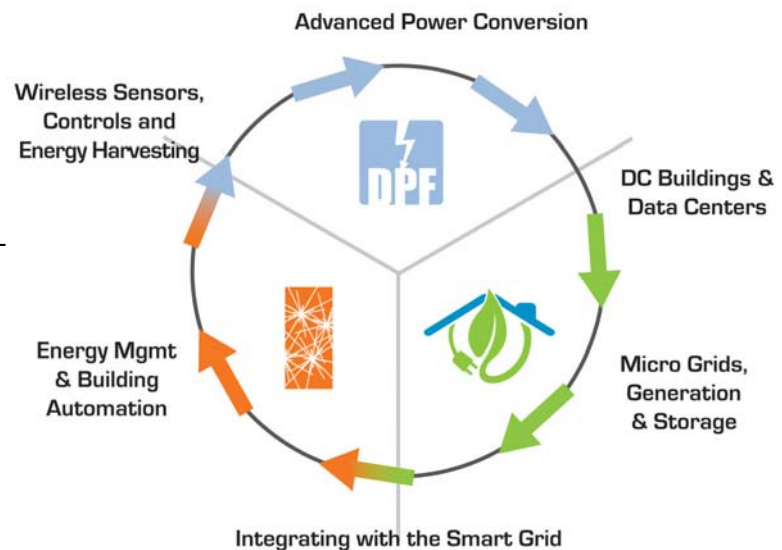 Advanced Power Conversion
Wireless Sensors,
Controls and
Energy Harvesting
DPF
DC Buildings &
Data Centers
Energy Mgmt
& Building
Automation
Micro Grids,
Generation
& Storage
Integrating with the Smart Grid